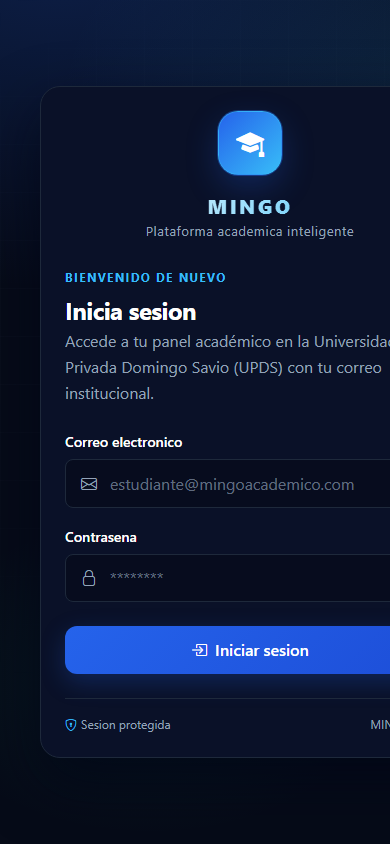 MINGO
Plataforma academica inteligente
BIENVENIDO DE NUEVO
Inicia sesion
Accede a tu panel académico en la
Privada Domingo Savio (UPDS) con tu correo
institucional.
Correo electronico
estudiante@mingoacademico.com
Contrasena
********
Iniciar sesion
Sesion protegida